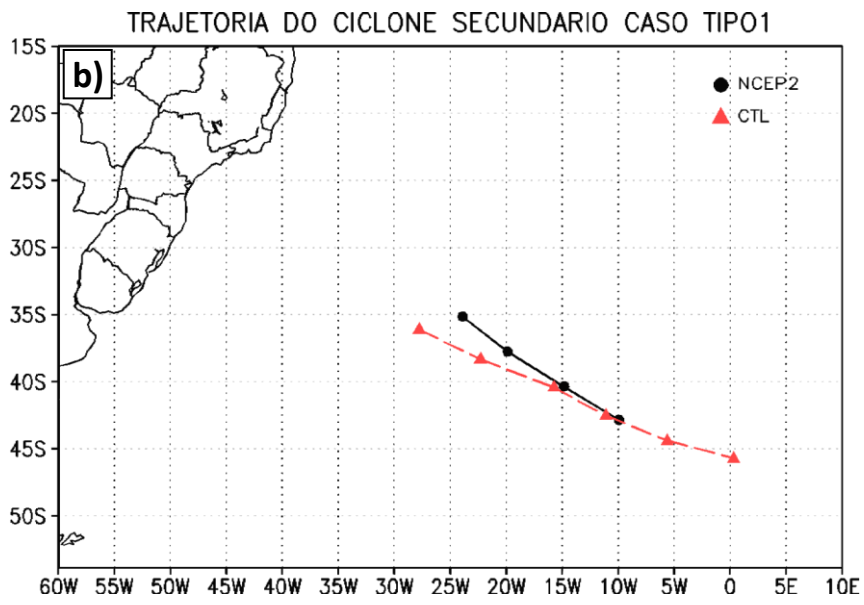 TRAJETORIA DO CICLONE SECUNDARIO CASO TIPO1
b)
NCEP2
CTL
15S
20S
25S
30S
35S
40S
45S
50S
60W 55W 50W 45W 40W 35W 30W 25W 20W 15W 10W 5W 0 5E 10E